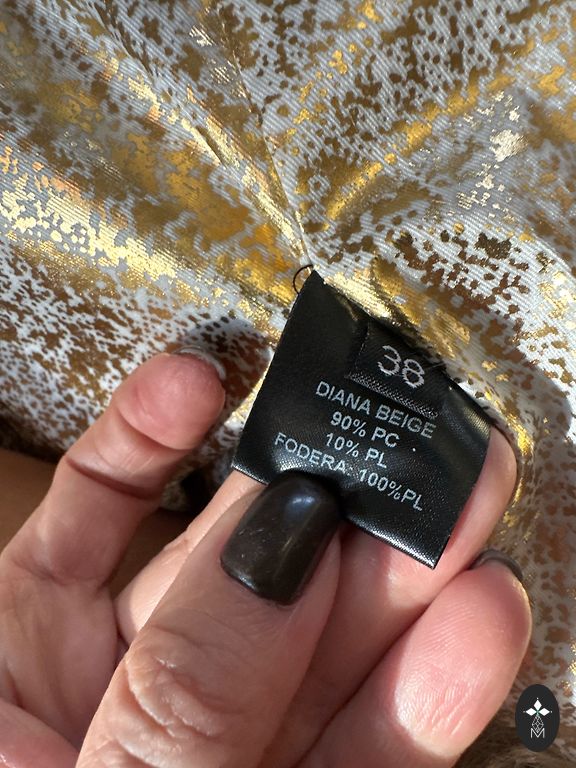 38
DIANA BEIGE
90% PC
10% PL
FODERA 100%PL
M